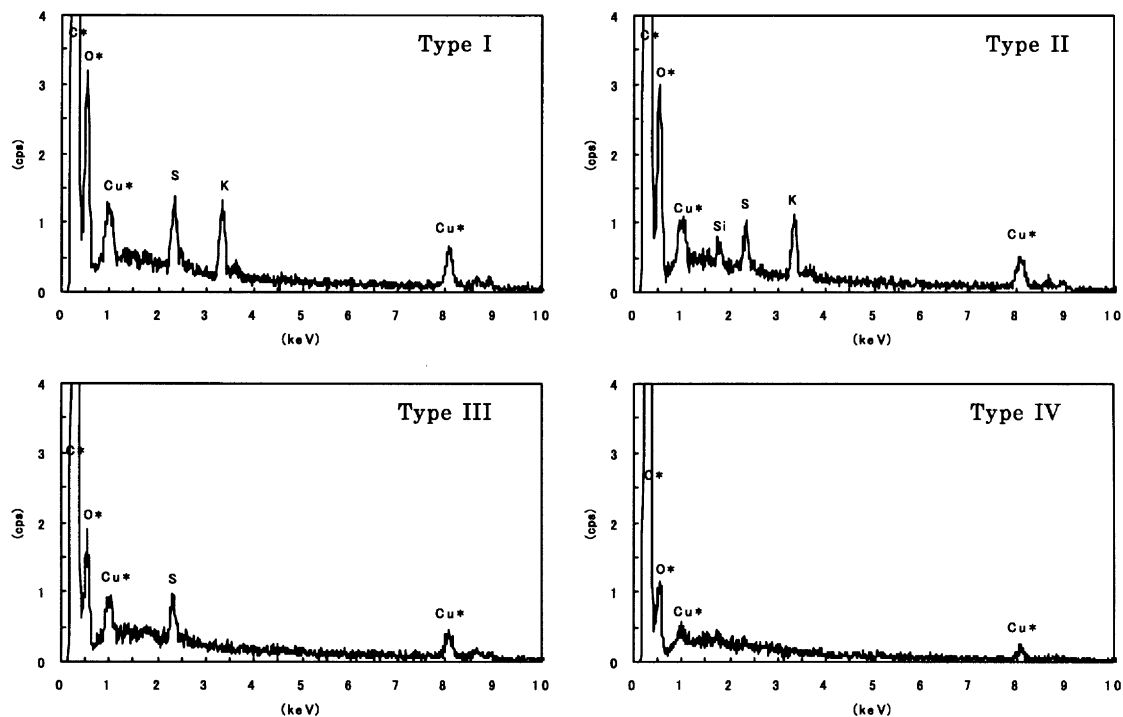 Type I
4
3
2
1
0
(cps)
C*
O*
Cu*
S
K
Cu*
0 1 2 3 4 5 6 7 8 9 10
(keV)
Type II
4
3
2
1
0
(cps)
C*
O*
Cu*
Si
S
K
Cu*
0 1 2 3 4 5 6 7 8 9 10
(keV)
Type III
4
3
2
1
0
(cps)
C*
O*
Cu*
S
Cu*
0 1 2 3 4 5 6 7 8 9 10
(keV)
Type IV
4
3
2
1
0
(cps)
C*
O*
Cu*
Cu*
0 1 2 3 4 5 6 7 8 9 10
(keV)